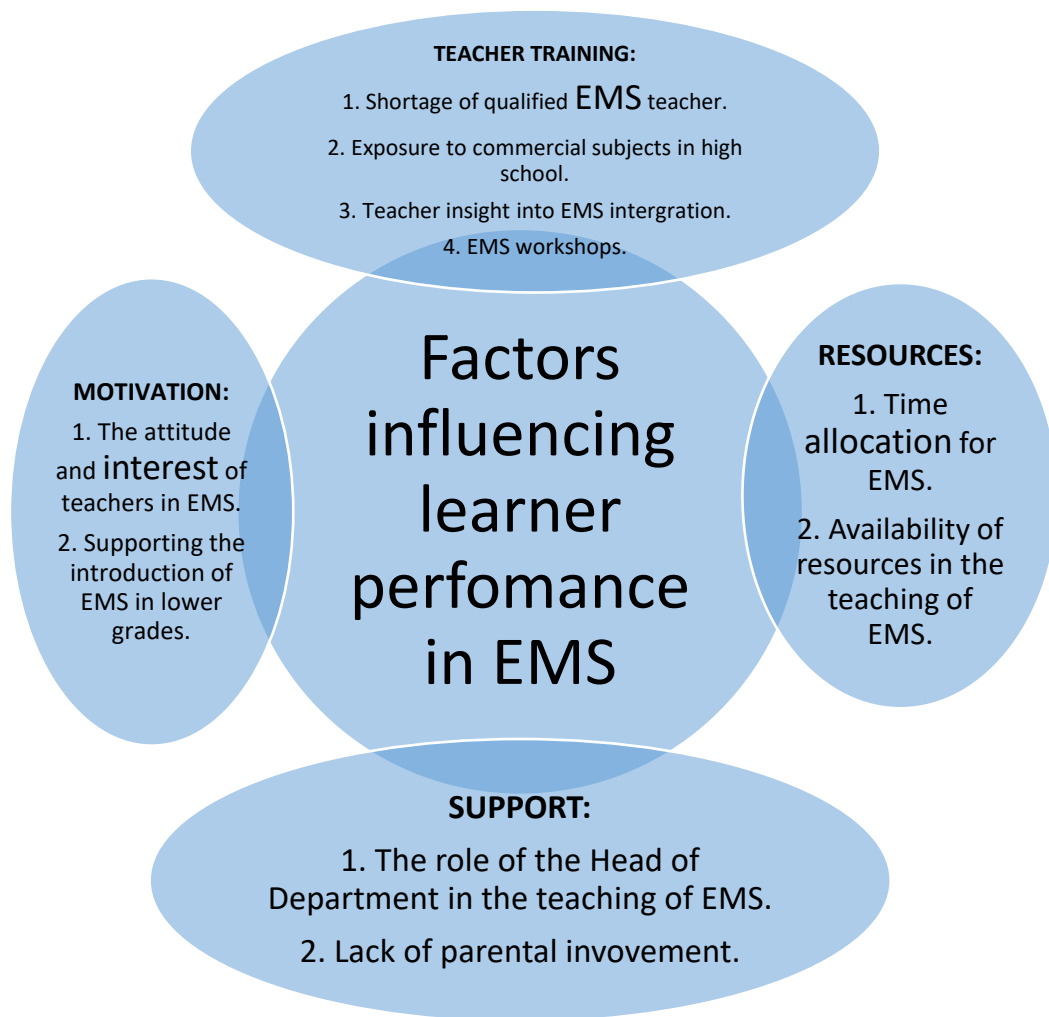 TEACHER TRAINING:
1. Shortage of qualified EMS teacher.
2. Exposure to commercial subjects in high
school.
3. Teacher insight into EMS intergration.
4. EMS workshops.
Factors
influencing
learner
perfomance
in EMS
MOTIVATION:
1. The attitude
and interest of
teachers in EMS.
2. Supporting the
introduction of
EMS in lower
grades.
RESOURCES:
1. Time
allocation for
EMS.
2. Availability of
resources in the
teaching of
EMS.
SUPPORT:
1. The role of the Head of
Department in the teaching of EMS.
2. Lack of parental invovement.